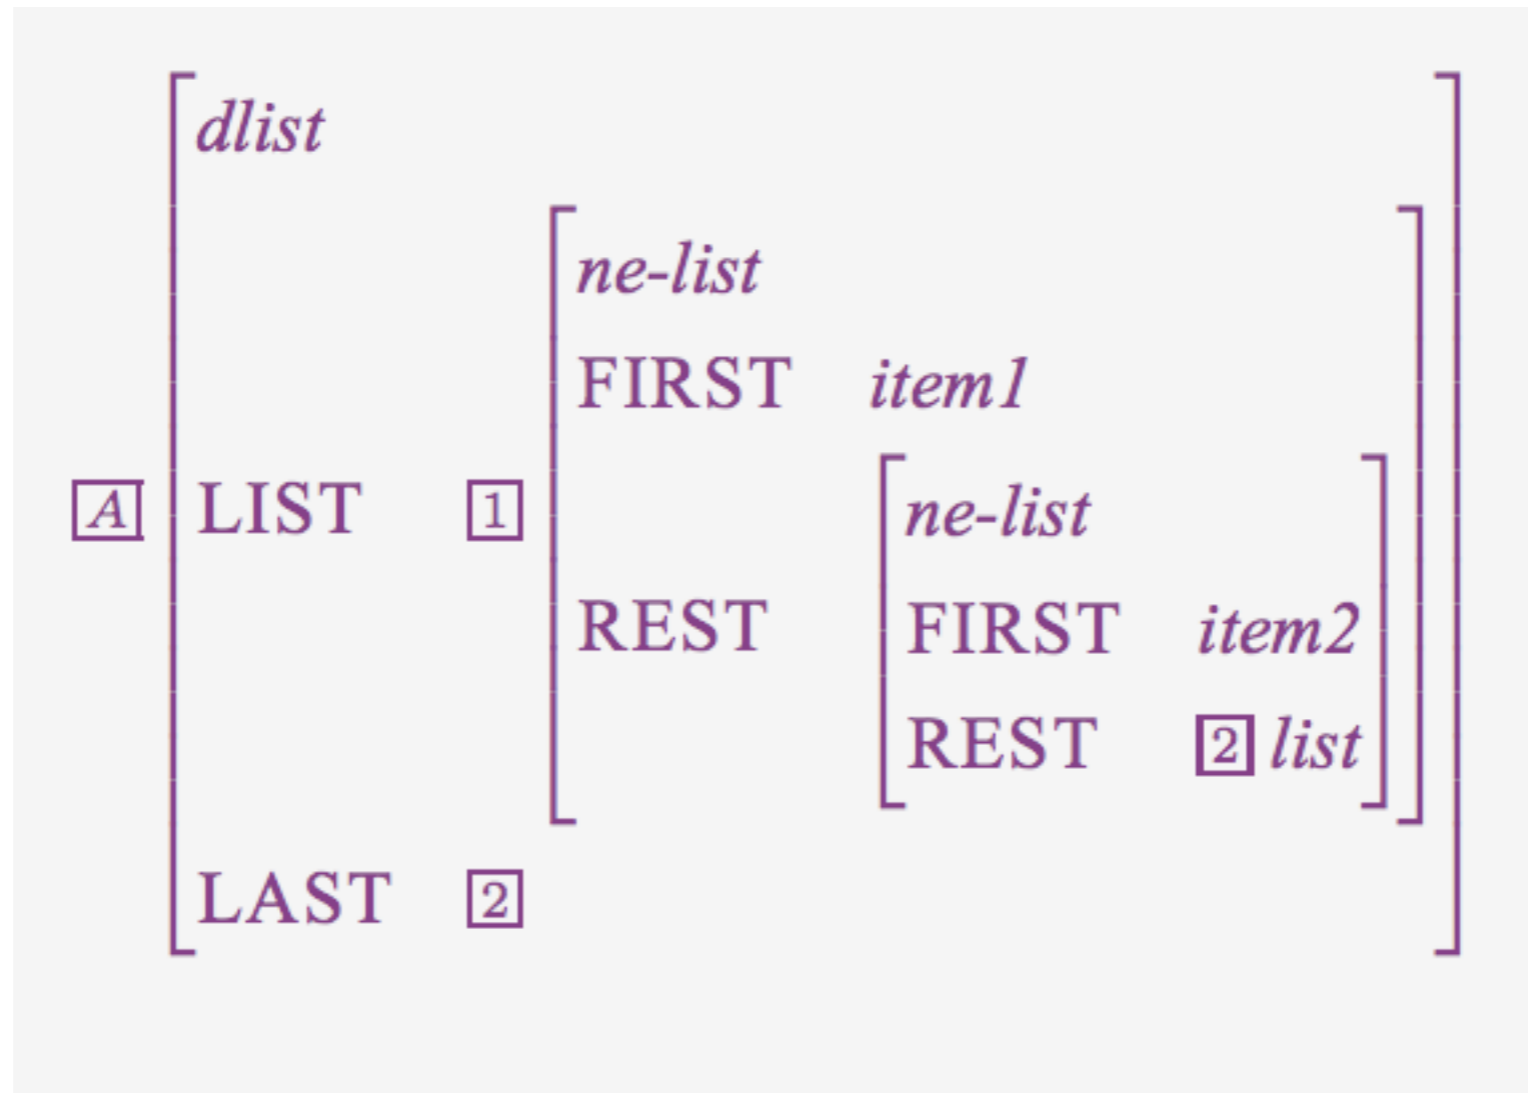 dlist
ne-list
FIRST item1
ne-list
A LIST 1
REST FIRST item2
REST 2 list
LAST 2